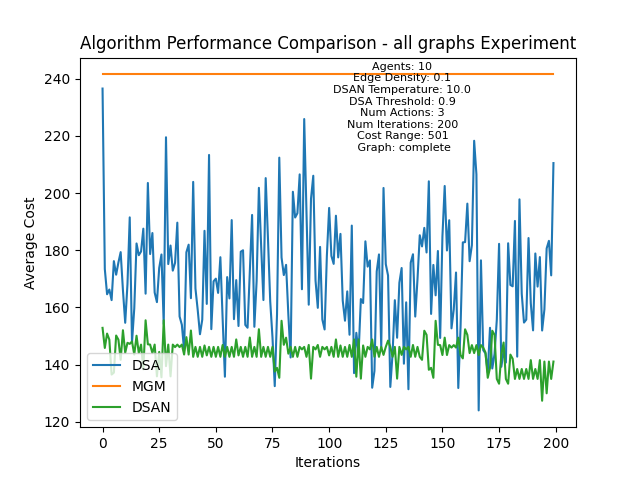 Algorithm Performance Comparison - all graphs Experiment
Agents: 10
Edge Density: 0.1
DSAN Temperature: 10.0
DSA Threshold: 0.9
Num Actions: 3
Num Iterations: 200
Cost Range: 501
Graph: complete
240
220
200
180
160
140
120
Average Cost
DSA
MGM
DSAN
0
25
50
75
100
125
150
175
200
Iterations